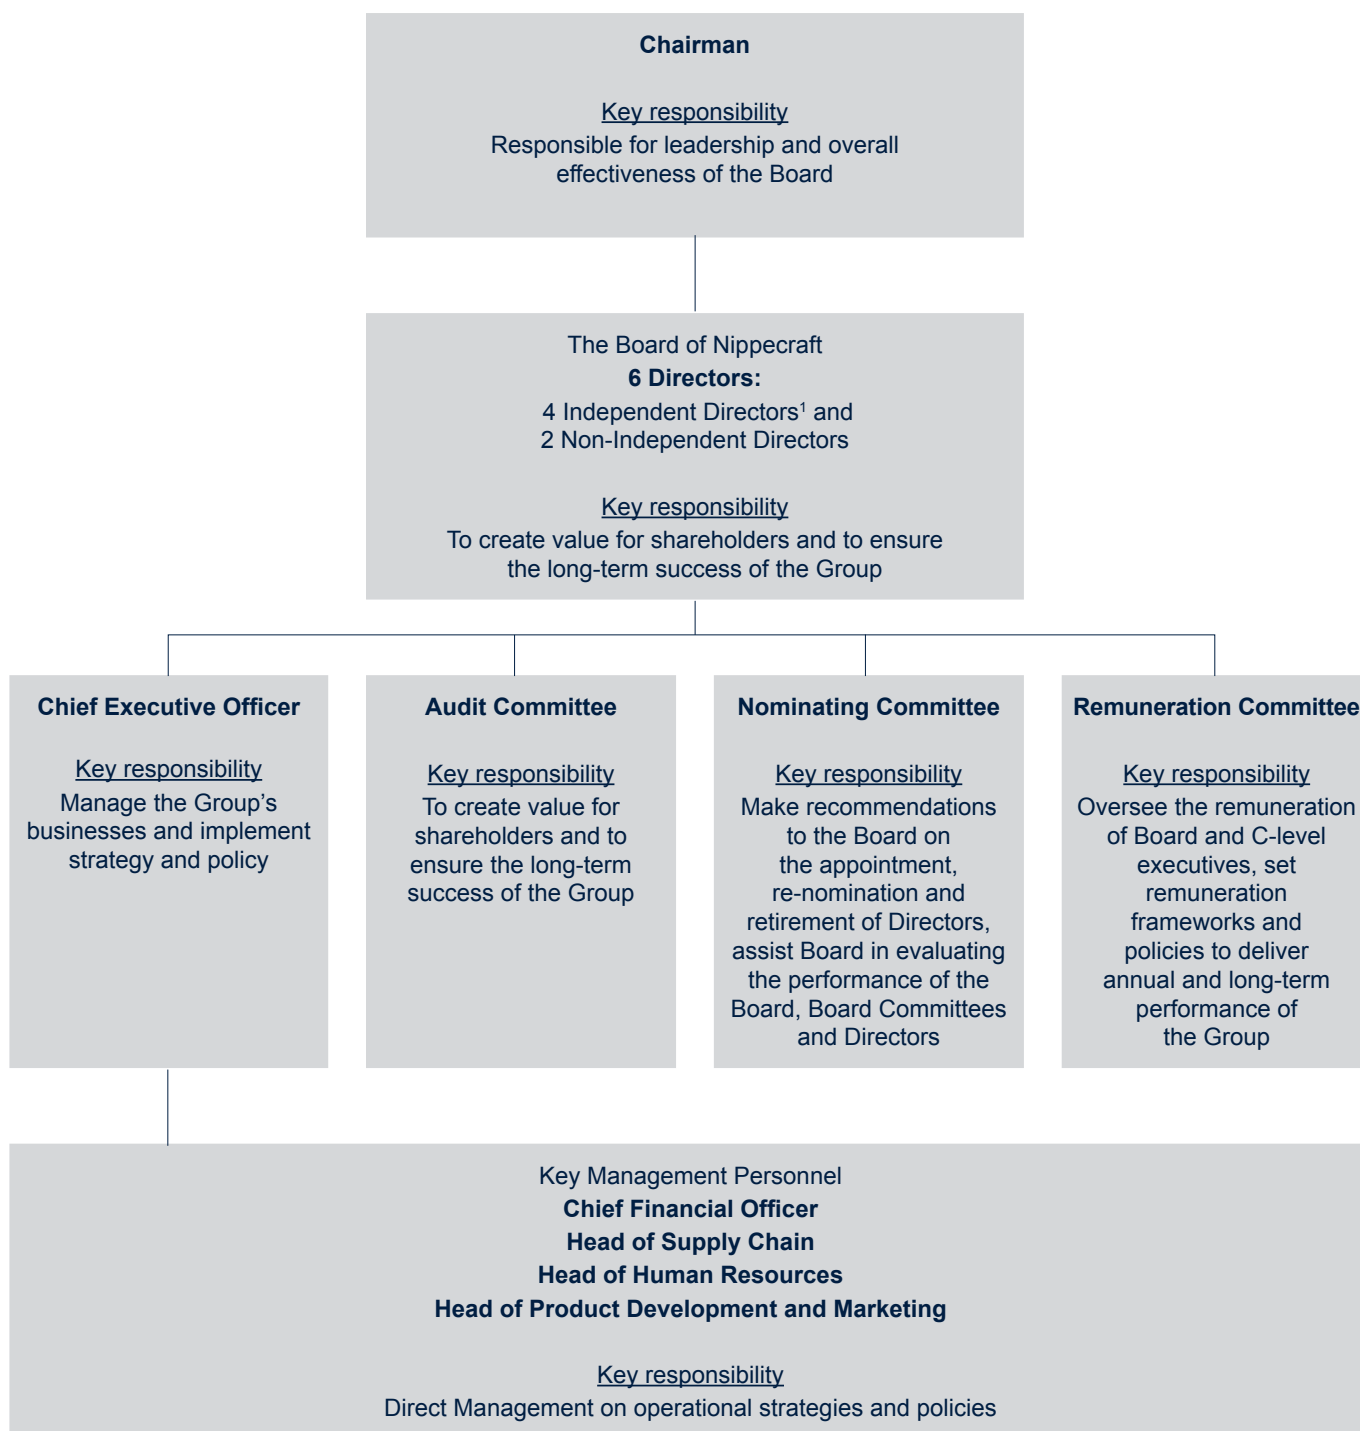 Chairman
Key responsibility
Responsible for leadership and overall
effectiveness of the Board
The Board of Nippecraft
6 Directors:
4 Independent Directors¹ and
2 Non-Independent Directors
Key responsibility
To create value for shareholders and to ensure
the long-term success of the Group
Chief Executive Officer
Key responsibility
Manage the Group’s
businesses and implement
strategy and policy
Audit Committee
Key responsibility
To create value for
shareholders and to
ensure the long-term
success of the Group
Nominating Committee
Key responsibility
Make recommendations
to the Board on
the appointment,
re-nomination and
retirement of Directors,
assist Board in evaluating
the performance of the
Board, Board Committees
and Directors
Remuneration Committee
Key responsibility
Oversee the remuneration
of Board and C-level
executives, set
remuneration
frameworks and
policies to deliver
annual and long-term
performance of
the Group
Key Management Personnel
Chief Financial Officer
Head of Supply Chain
Head of Human Resources
Head of Product Development and Marketing
Key responsibility
Direct Management on operational strategies and policies